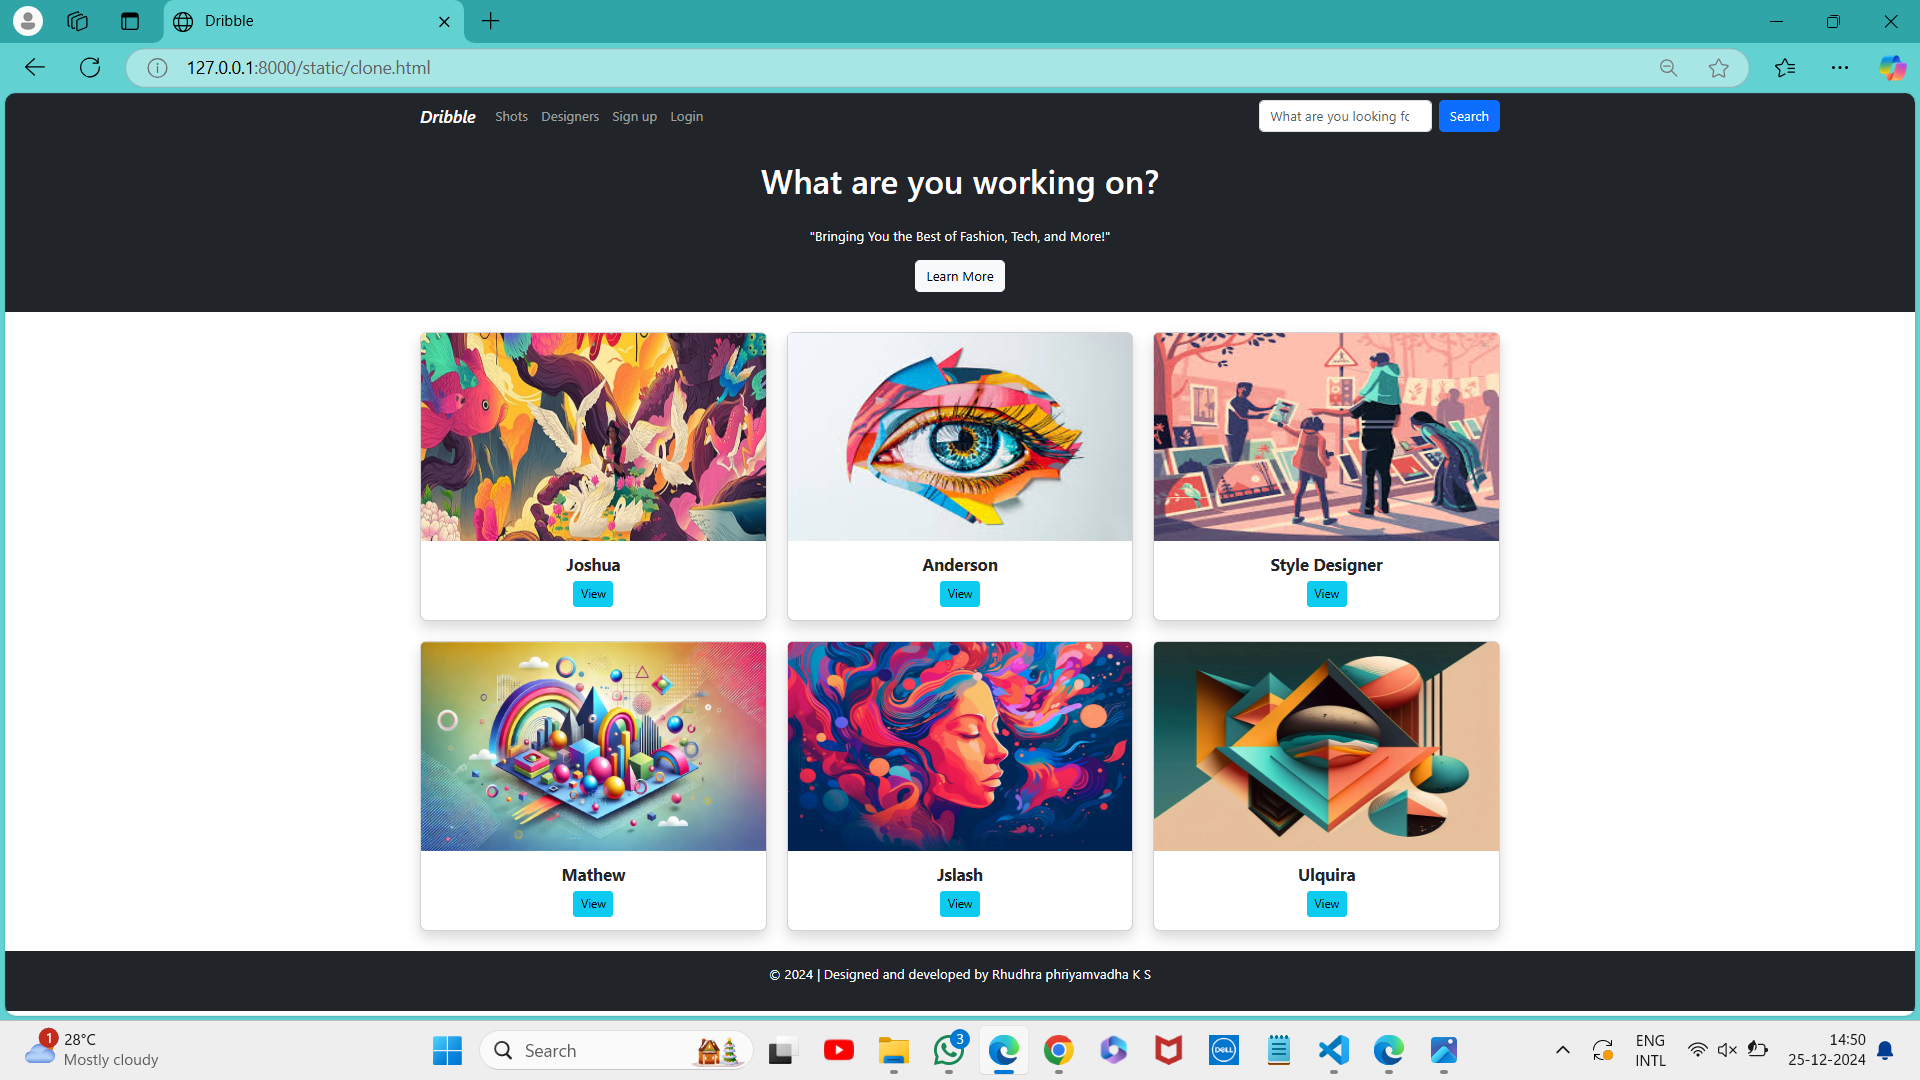 Dribble
127.0.0.1:8000/static/clone.html
Dribble Shots Designers Sign up Login What are you looking fc Search
What are you working on?
"Bringing You the Best of Fashion, Tech, and More!"
Learn More
Joshua
View
Anderson
View
Style Designer
View
Mathew
View
Jslash
View
Ulquira
View
© 2024 | Designed and developed by Rhudhra phriyamvadha K S
1
28°C
Mostly cloudy
Search
3
DELL
ENG
INTL
14:50
25-12-2024